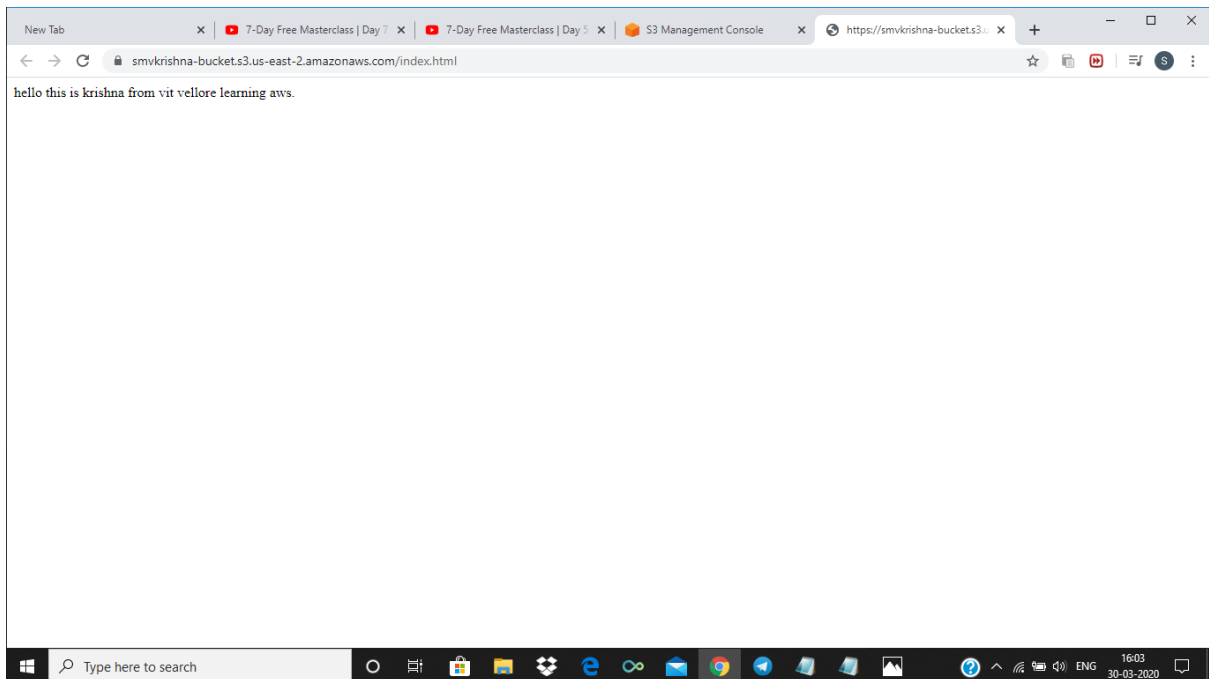 New Tab
7-Day Free Masterclass | Day 7
7-Day Free Masterclass | Day 5
S3 Management Console
https://smvkrishna-bucket.s3.u
smvkrishna-bucket.s3.us-east-2.amazonaws.com/index.html
S
hello this is krishna from vit vellore learning aws.
Type here to search
ENG
16:03
30-03-2020